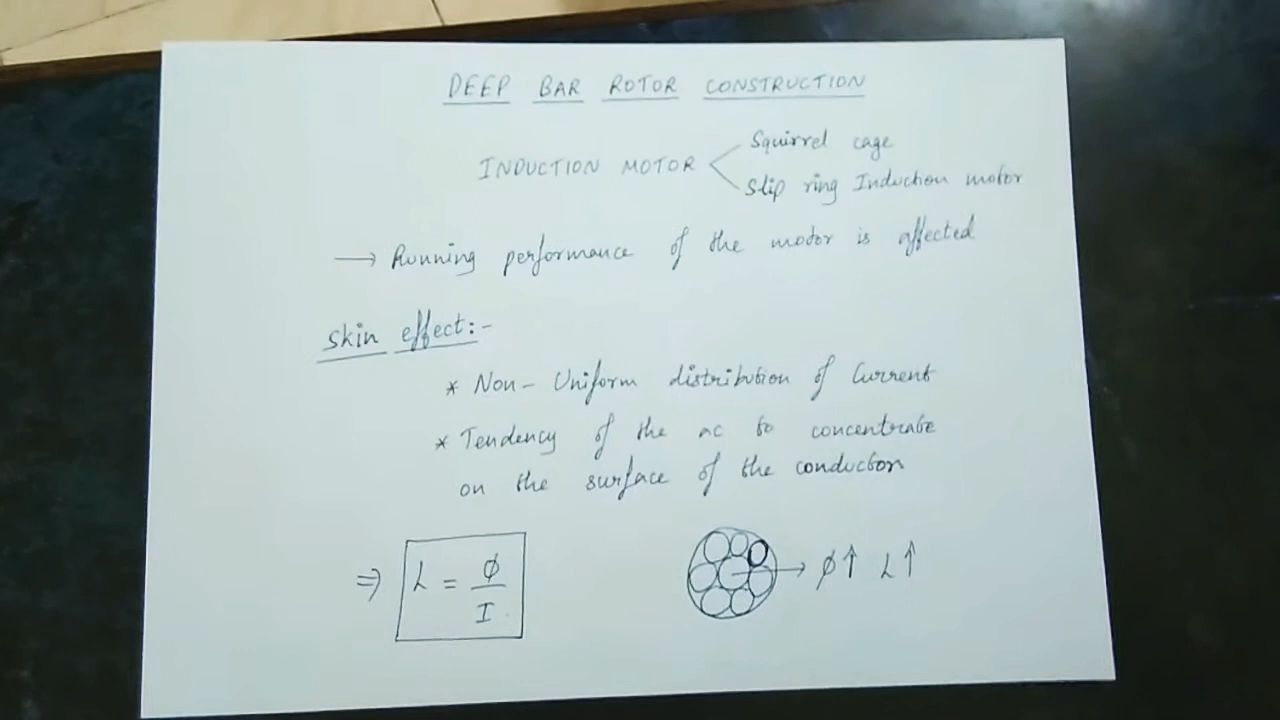 DEEP BAR ROTOR CONSTRUCTION
INDUCTION MOTOR
Squirrel cage
Slip ring Induction motor
→ Running performance of the motor is affected
Skin effect:-
* Non- Uniform distribution of Current
* Tendency of the ac to concentrate
on the surface of the conductor
⇒ L = φ / I
→ φ↑ L↑